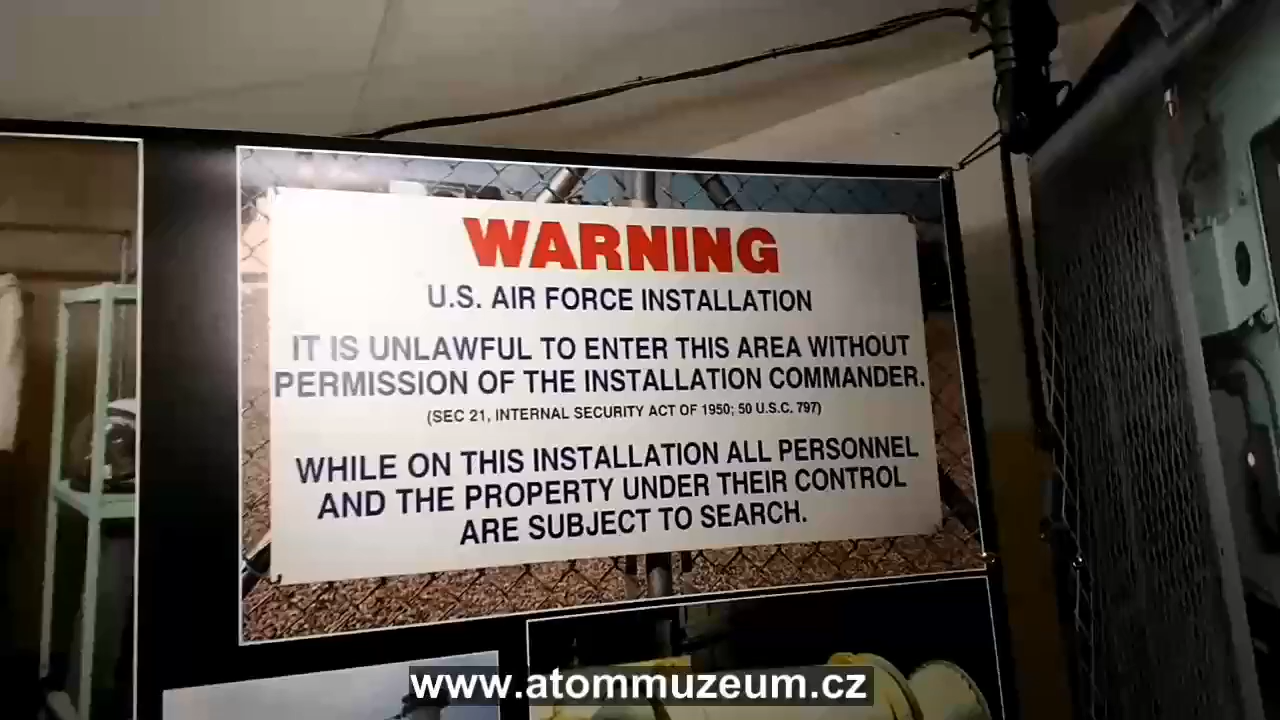 WARNING
U.S. AIR FORCE INSTALLATION
IT IS UNLAWFUL TO ENTER THIS AREA WITHOUT
PERMISSION OF THE INSTALLATION COMMANDER.
(SEC 21, INTERNAL SECURITY ACT OF 1950; 50 U.S.C. 797)
WHILE ON THIS INSTALLATION ALL PERSONNEL
AND THE PROPERTY UNDER THEIR CONTROL
ARE SUBJECT TO SEARCH.
www.atommuzeum.cz